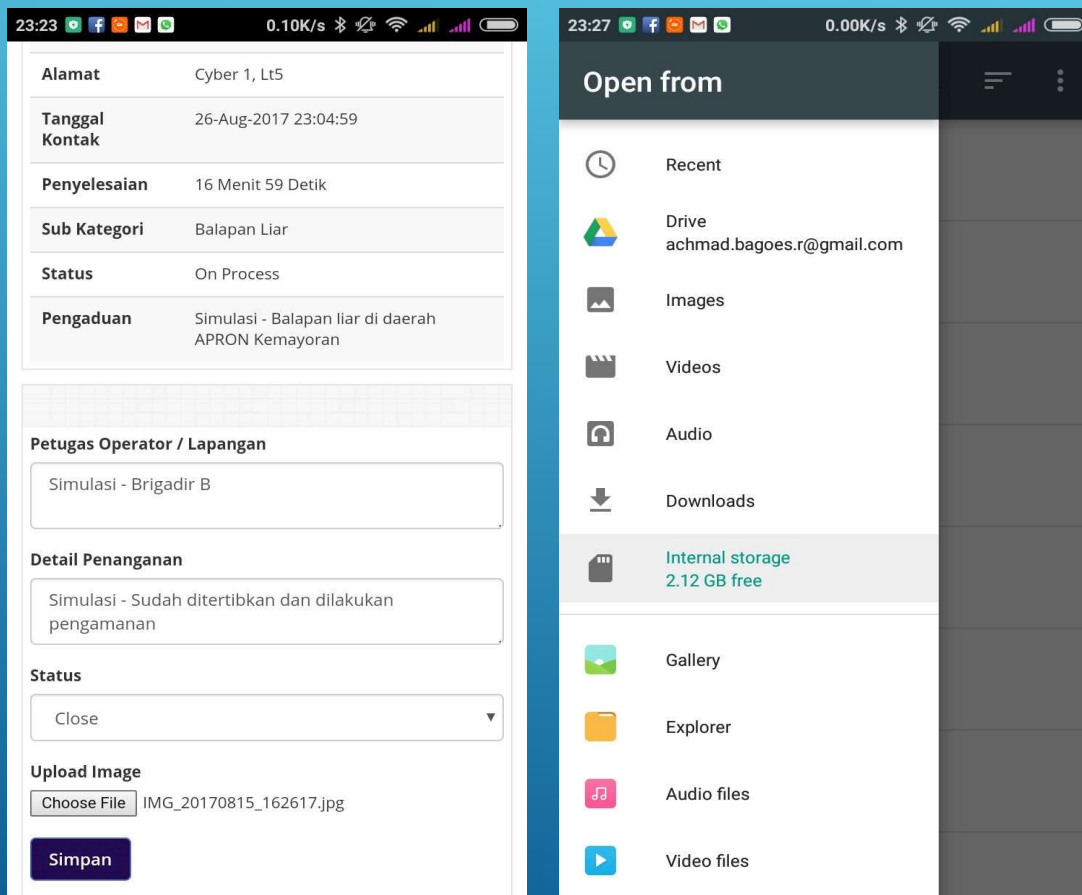 23:23
0.10K/s
Alamat Cyber 1, Lt5
Tanggal Kontak 26-Aug-2017 23:04:59
Penyelesaian 16 Menit 59 Detik
Sub Kategori Balapan Liar
Status On Process
Pengaduan Simulasi - Balapan liar di daerah
APRON Kemayoran
Petugas Operator / Lapangan
Simulasi - Brigadir B
Detail Penanganan
Simulasi - Sudah ditertibkan dan dilakukan
pengamanan
Status
Close
Upload Image
Choose File IMG_20170815_162617.jpg
Simpan
23:27
0.00K/s
Open from
Recent
Drive
achmad.bagoes.r@gmail.com
Images
Videos
Audio
Downloads
Internal storage
2.12 GB free
Gallery
Explorer
Audio files
Video files